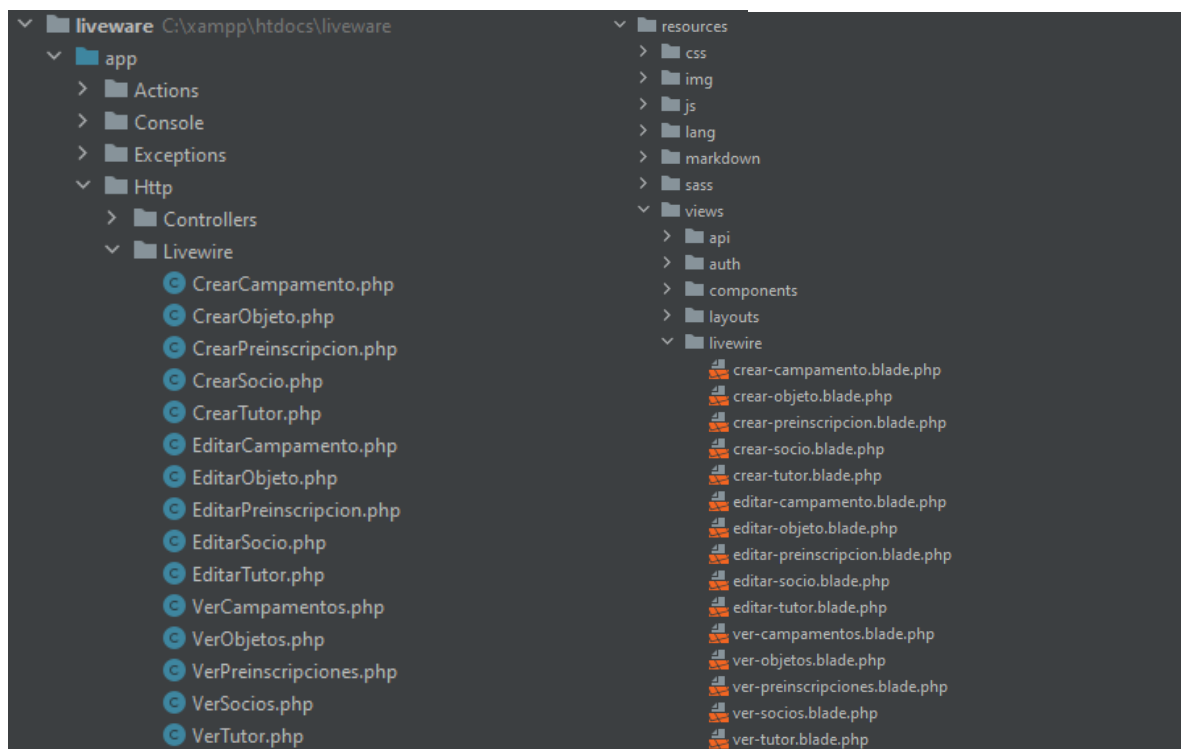 liveware C:\xampp\htdocs\liveware
app
Actions
Console
Exceptions
Http
Controllers
Livewire
CrearCampamento.php
CrearObjeto.php
CrearPreinscripcion.php
CrearSocio.php
CrearTutor.php
EditarCampamento.php
EditarObjeto.php
EditarPreinscripcion.php
EditarSocio.php
EditarTutor.php
VerCampamentos.php
VerObjetos.php
VerPreinscripciones.php
VerSocios.php
VerTutor.php
resources
css
img
js
lang
markdown
sass
views
api
auth
components
layouts
livewire
crear-campamento.blade.php
crear-objeto.blade.php
crear-preinscripcion.blade.php
crear-socio.blade.php
crear-tutor.blade.php
editar-campamento.blade.php
editar-objeto.blade.php
editar-preinscripcion.blade.php
editar-socio.blade.php
editar-tutor.blade.php
ver-campamentos.blade.php
ver-objetos.blade.php
ver-preinscripciones.blade.php
ver-socios.blade.php
ver-tutor.blade.php